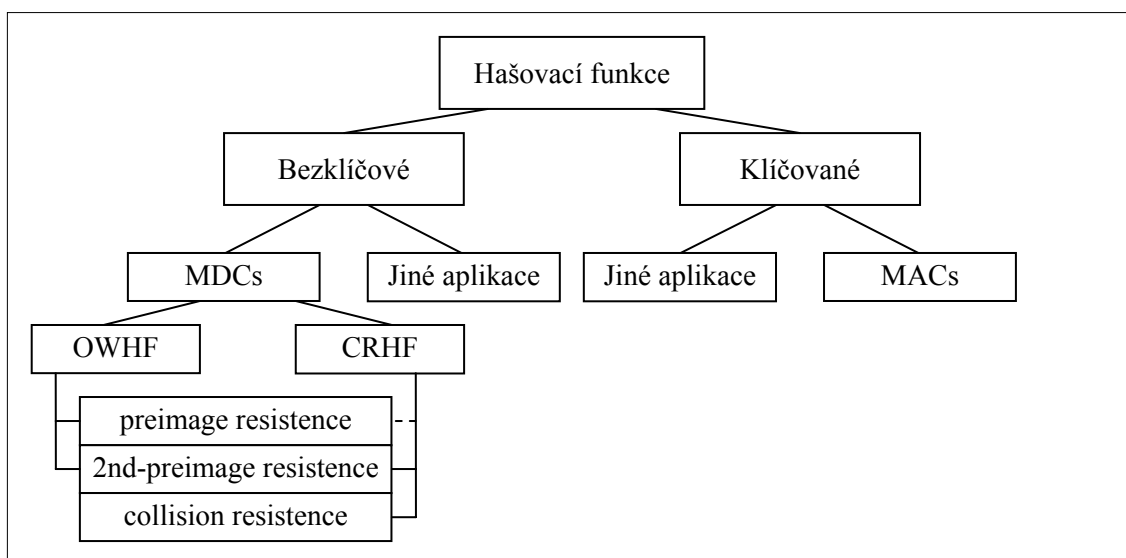 Hašovací funkce
Bezklíčové
Klíčované
MDCs
Jiné aplikace
Jiné aplikace
MACs
OWHF
CRHF
preimage resistence
2nd-preimage resistence
collision resistence